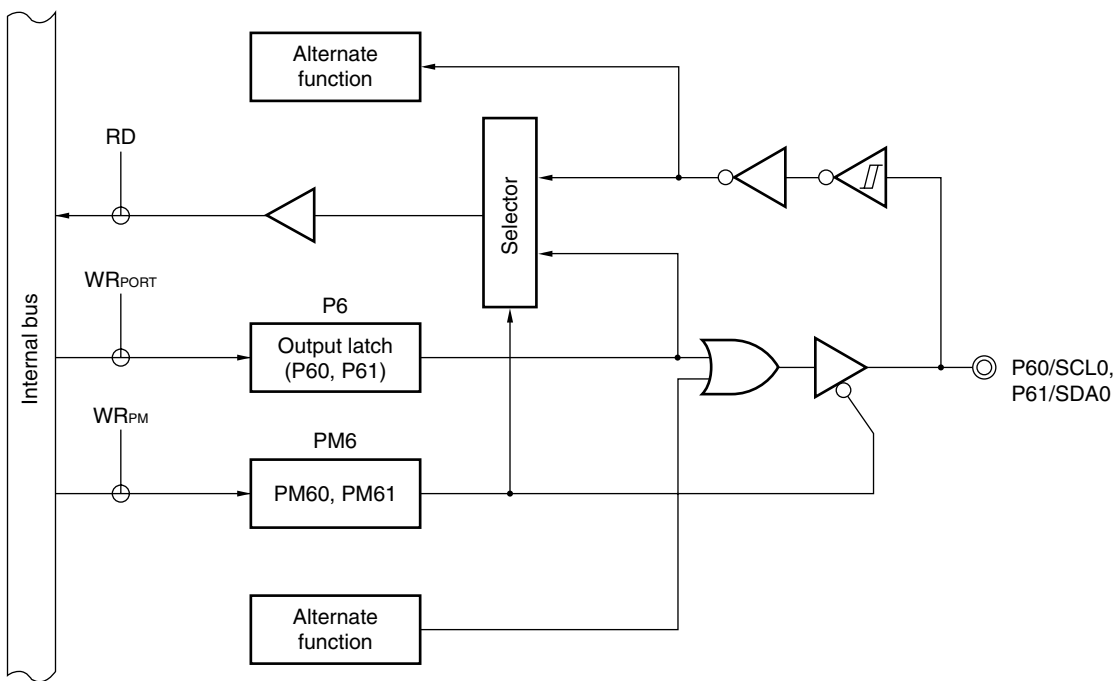 Alternate
function
RD
Selector
WRPORT
P6
Output latch
(P60, P61)
P60/SCL0,
P61/SDA0
Internal bus
WRPM
PM6
PM60, PM61
Alternate
function